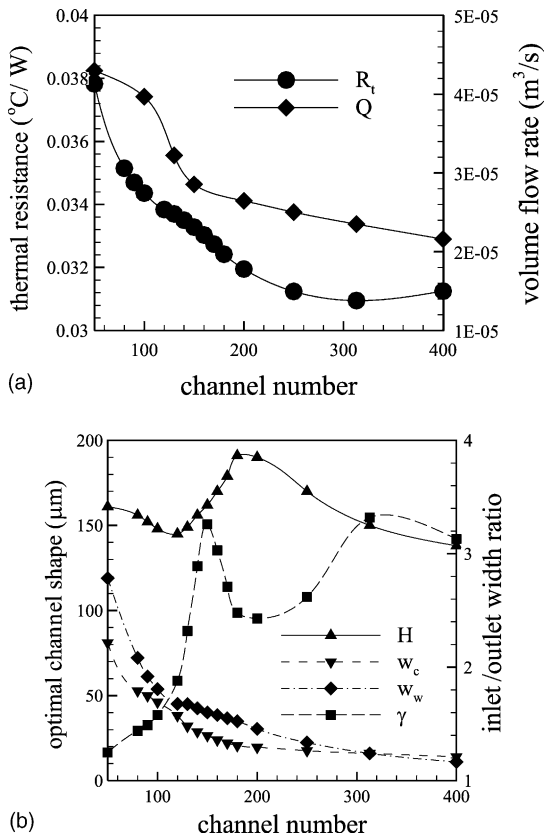 0.04
0.038
0.036
0.034
0.032
0.03
thermal resistance (°C/ W)
5E-05
4E-05
3E-05
2E-05
1E-05
volume flow rate (m³/s)
Rt
Q
100
200
300
400
channel number
(a)
200
150
100
50
0
optimal channel shape (μm)
4
3
2
1
inlet/outlet width ratio
H
wc
ww
γ
100
200
300
400
channel number
(b)